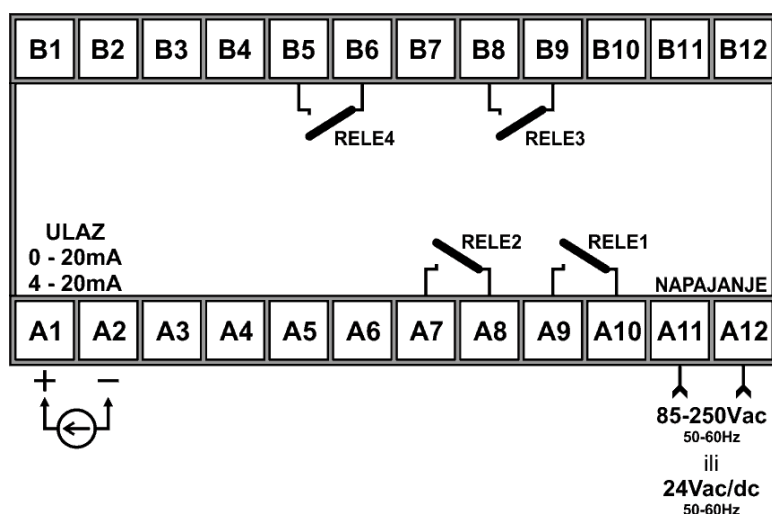 B1 B2 B3 B4 B5 B6 B7 B8 B9 B10 B11 B12
RELE4 RELE3
ULAZ
0 - 20mA
4 - 20mA
RELE2 RELE1
NAPAJANJE
A1 A2 A3 A4 A5 A6 A7 A8 A9 A10 A11 A12
+ −
85-250Vac
50-60Hz
ili
24Vac/dc
50-60Hz